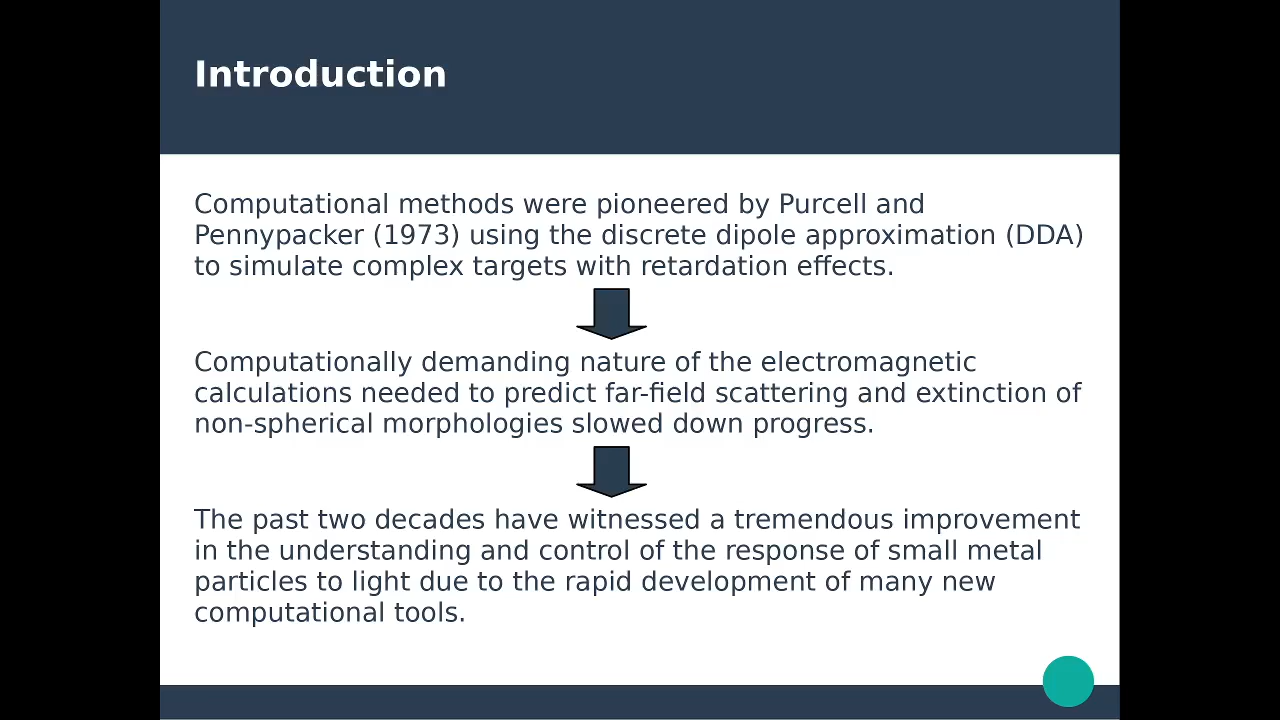 Introduction
Computational methods were pioneered by Purcell and
Pennypacker (1973) using the discrete dipole approximation (DDA)
to simulate complex targets with retardation effects.
Computationally demanding nature of the electromagnetic
calculations needed to predict far-field scattering and extinction of
non-spherical morphologies slowed down progress.
The past two decades have witnessed a tremendous improvement
in the understanding and control of the response of small metal
particles to light due to the rapid development of many new
computational tools.